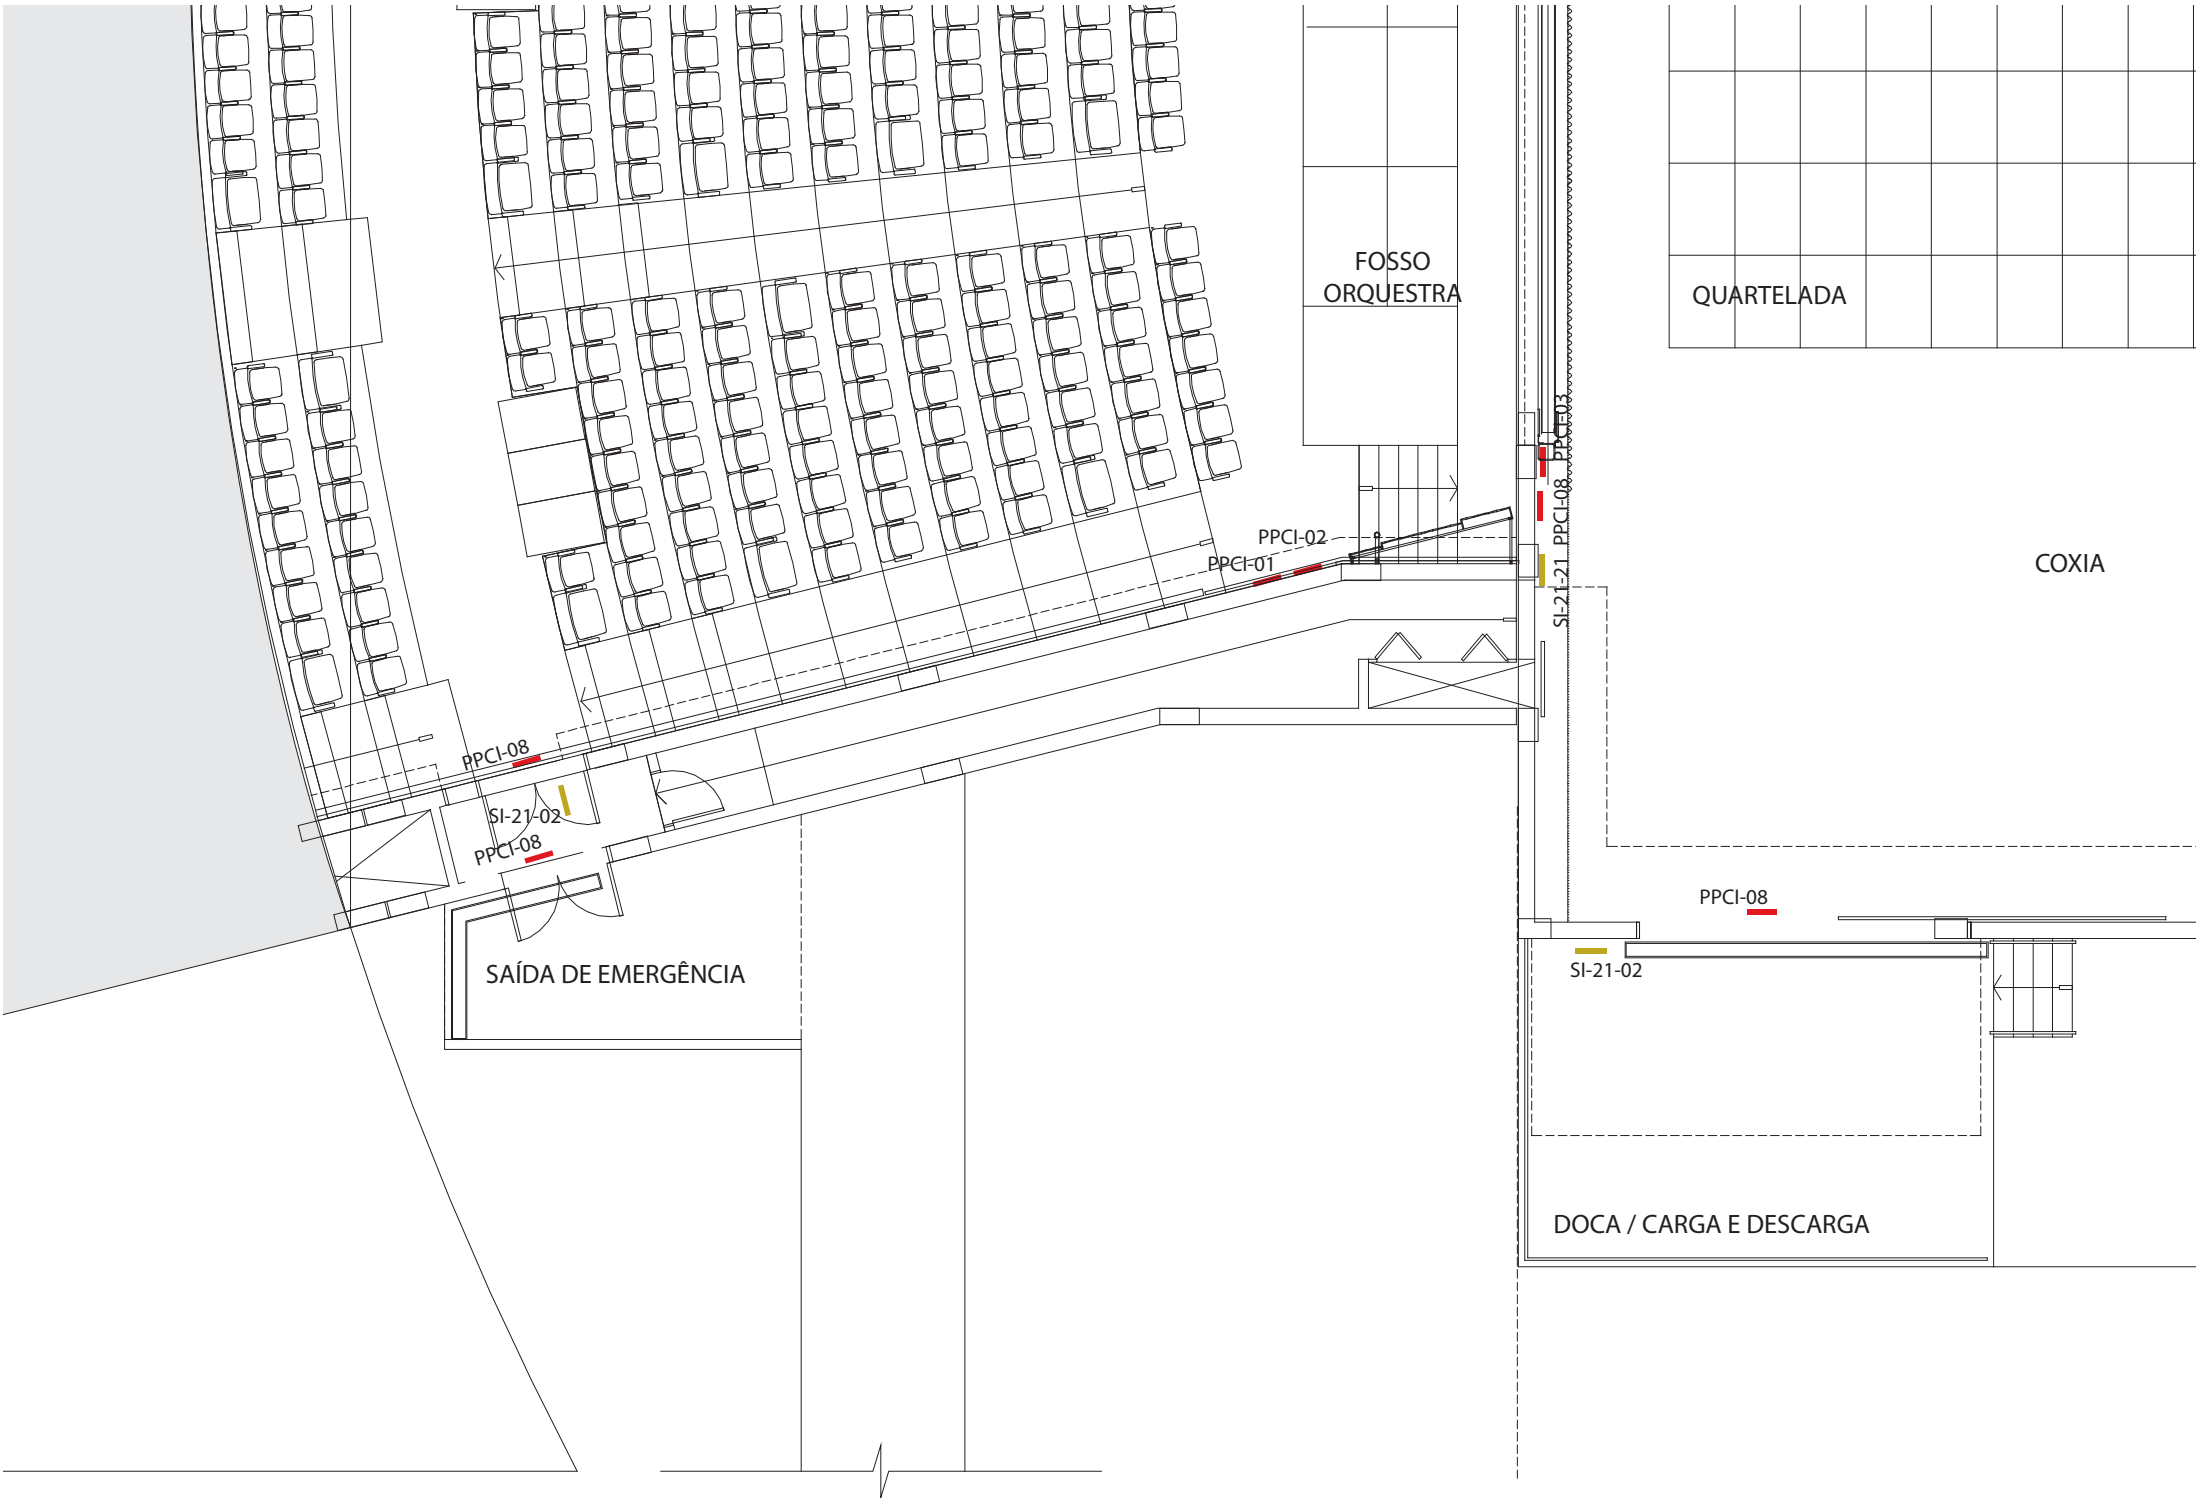 FOSSO
ORQUESTRA
QUARTELADA
PPCI-03
PPCI-08
SI-21-21
PPCI-02
PPCI-01
COXIA
PPCI-08
SI-21-02
PPCI-08
PPCI-08
SI-21-02
SAÍDA DE EMERGÊNCIA
DOCA / CARGA E DESCARGA